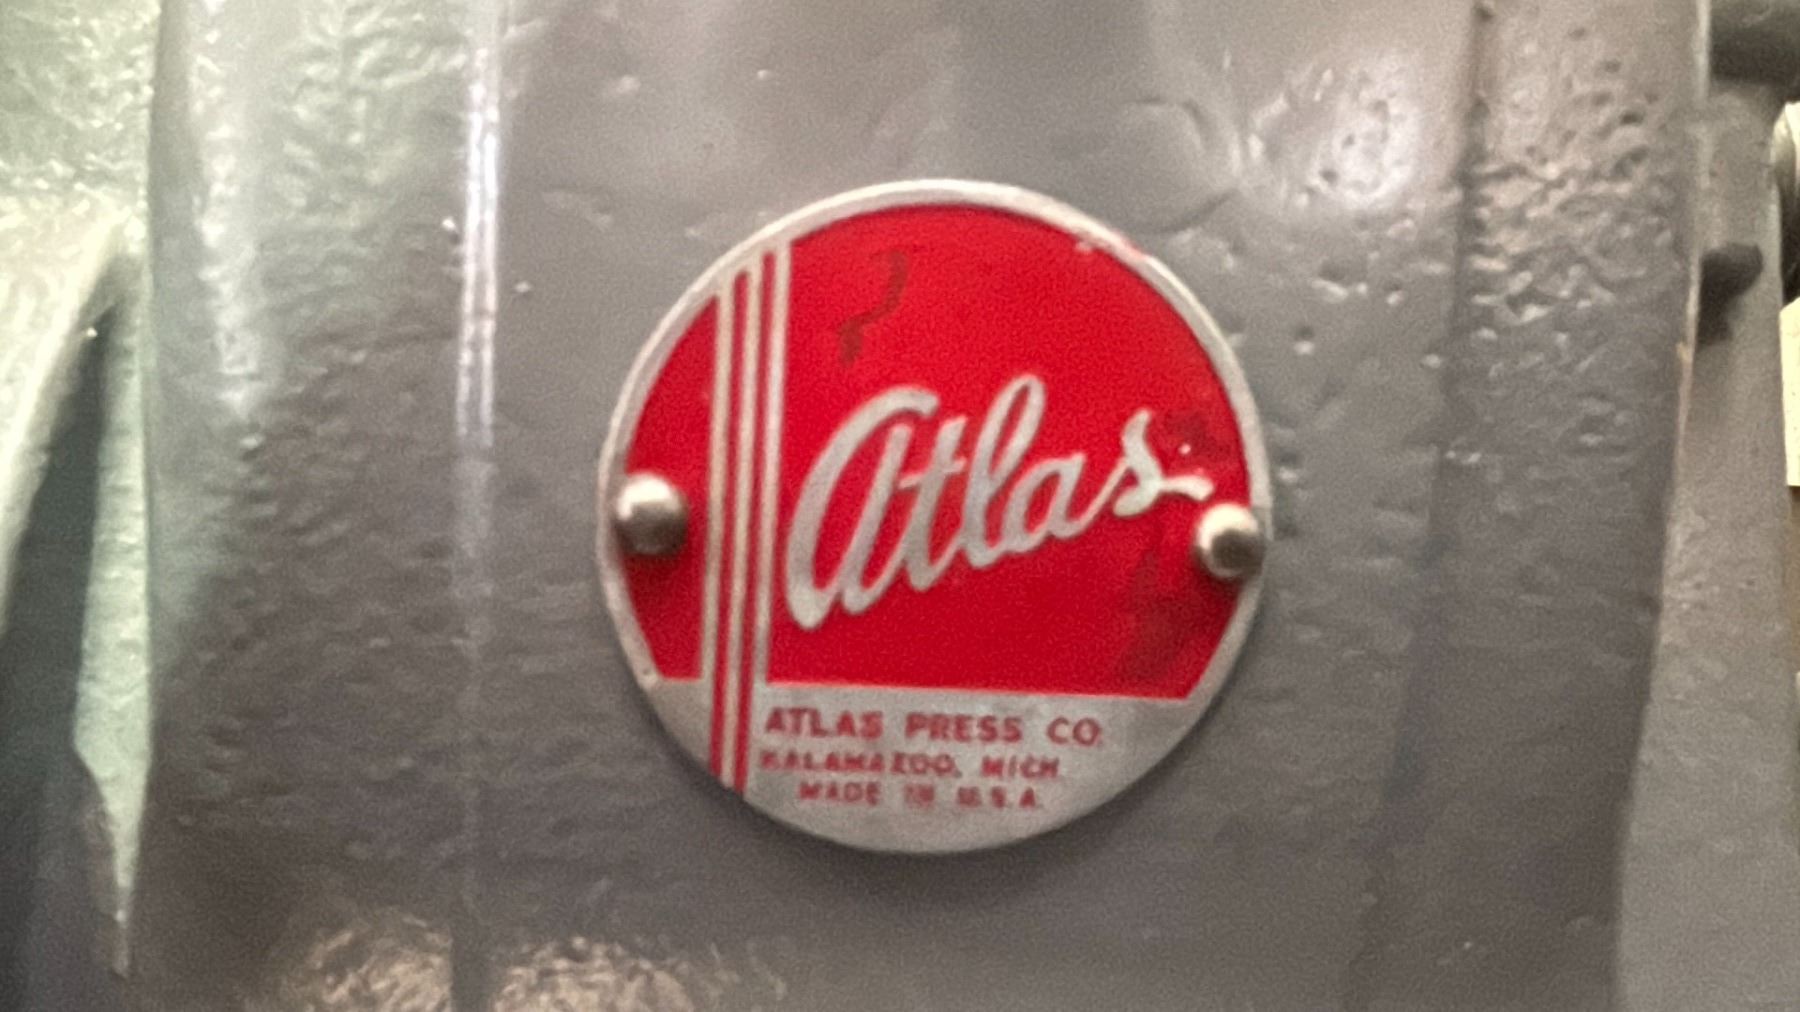 Atlas
ATLAS PRESS CO.
KALAMAZOO, MICH.
MADE IN U.S.A.